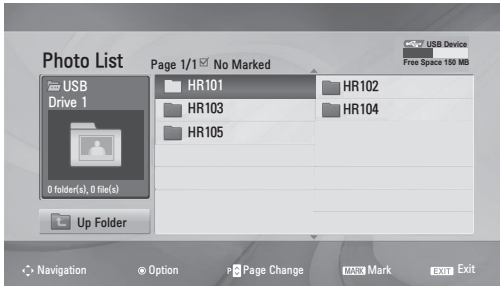 USB Device
Photo List
Page 1/1 No Marked
Free Space 150 MB
USB
Drive 1
0 folder(s), 0 file(s)
Up Folder
HR101
HR102
HR103
HR104
HR105
Navigation
Option
P Page Change
MARK Mark
EXIT Exit